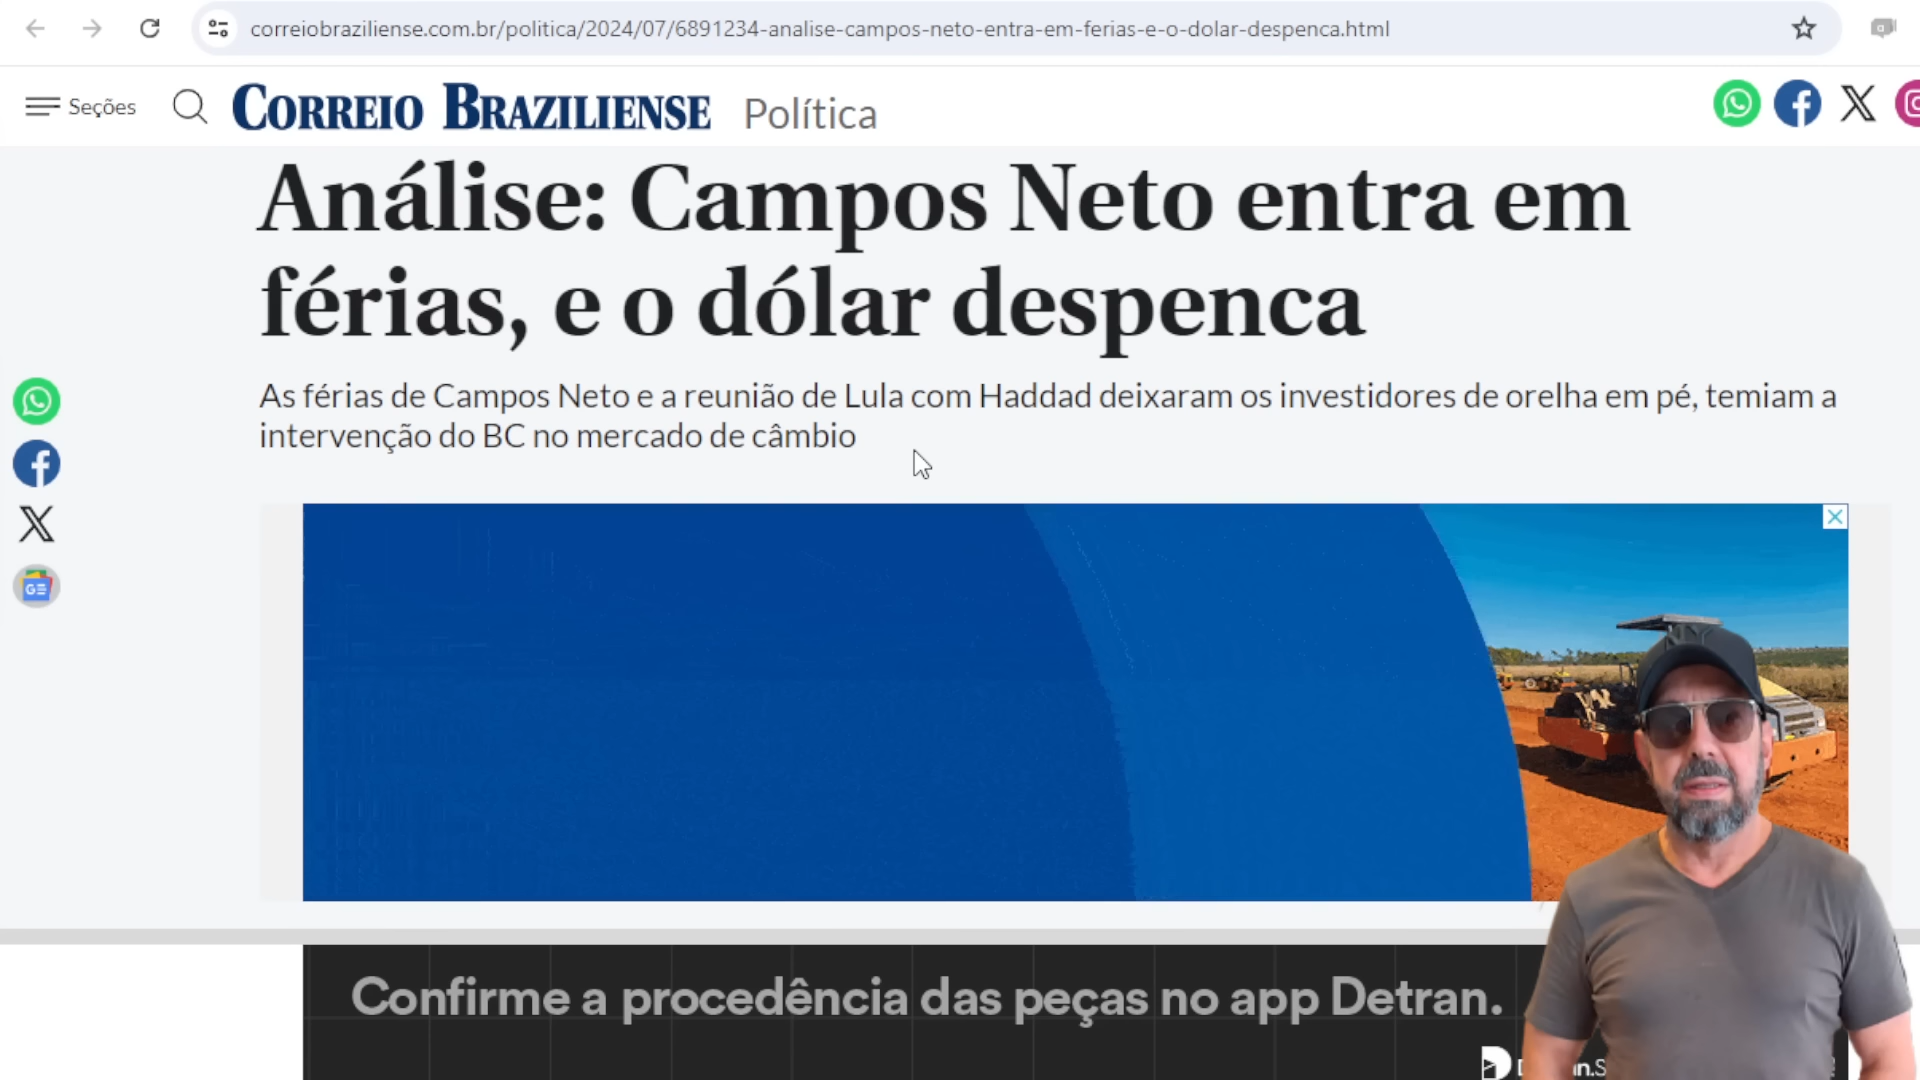 correiobraziliense.com.br/politica/2024/07/6891234-analise-campos-neto-entra-em-ferias-e-o-dolar-despenca.html
Seções
CORREIO BRAZILIENSE
Política
Análise: Campos Neto entra em
férias, e o dólar despenca
As férias de Campos Neto e a reunião de Lula com Haddad deixaram os investidores de orelha em pé, temiam a
intervenção do BC no mercado de câmbio
Confirme a procedência das peças no app Detran.